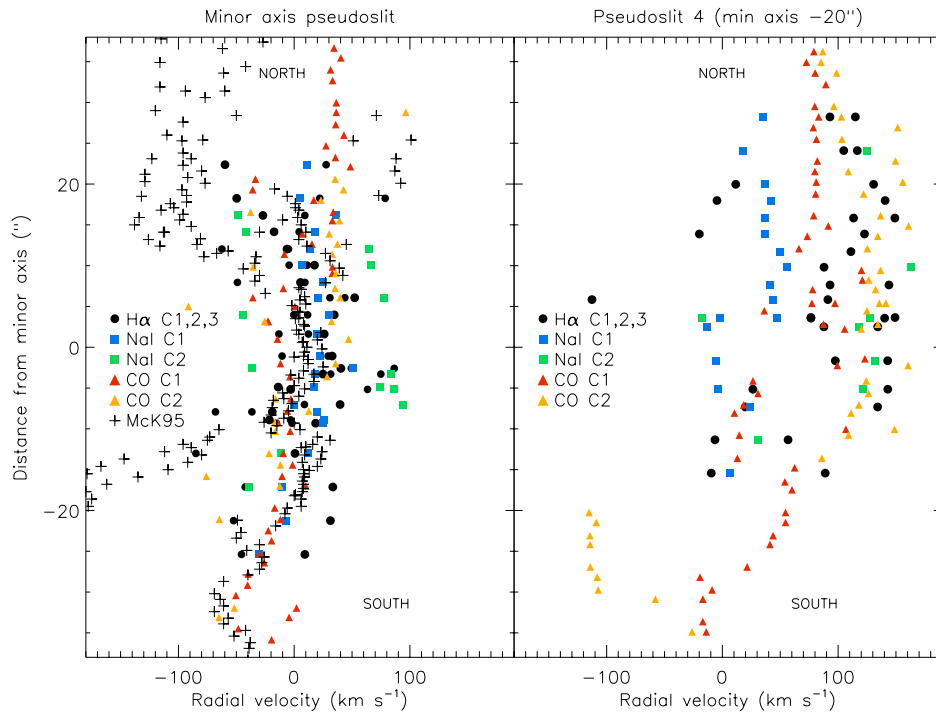 Minor axis pseudoslit
Pseudoslit 4 (min axis −20")
NORTH
NORTH
20
0
−20
Distance from minor axis (")
Hα C1,2,3
NaI C1
NaI C2
CO C1
CO C2
McK95
Hα C1,2,3
NaI C1
NaI C2
CO C1
CO C2
SOUTH
SOUTH
−100
0
100
−100
0
100
Radial velocity (km s⁻¹)
Radial velocity (km s⁻¹)